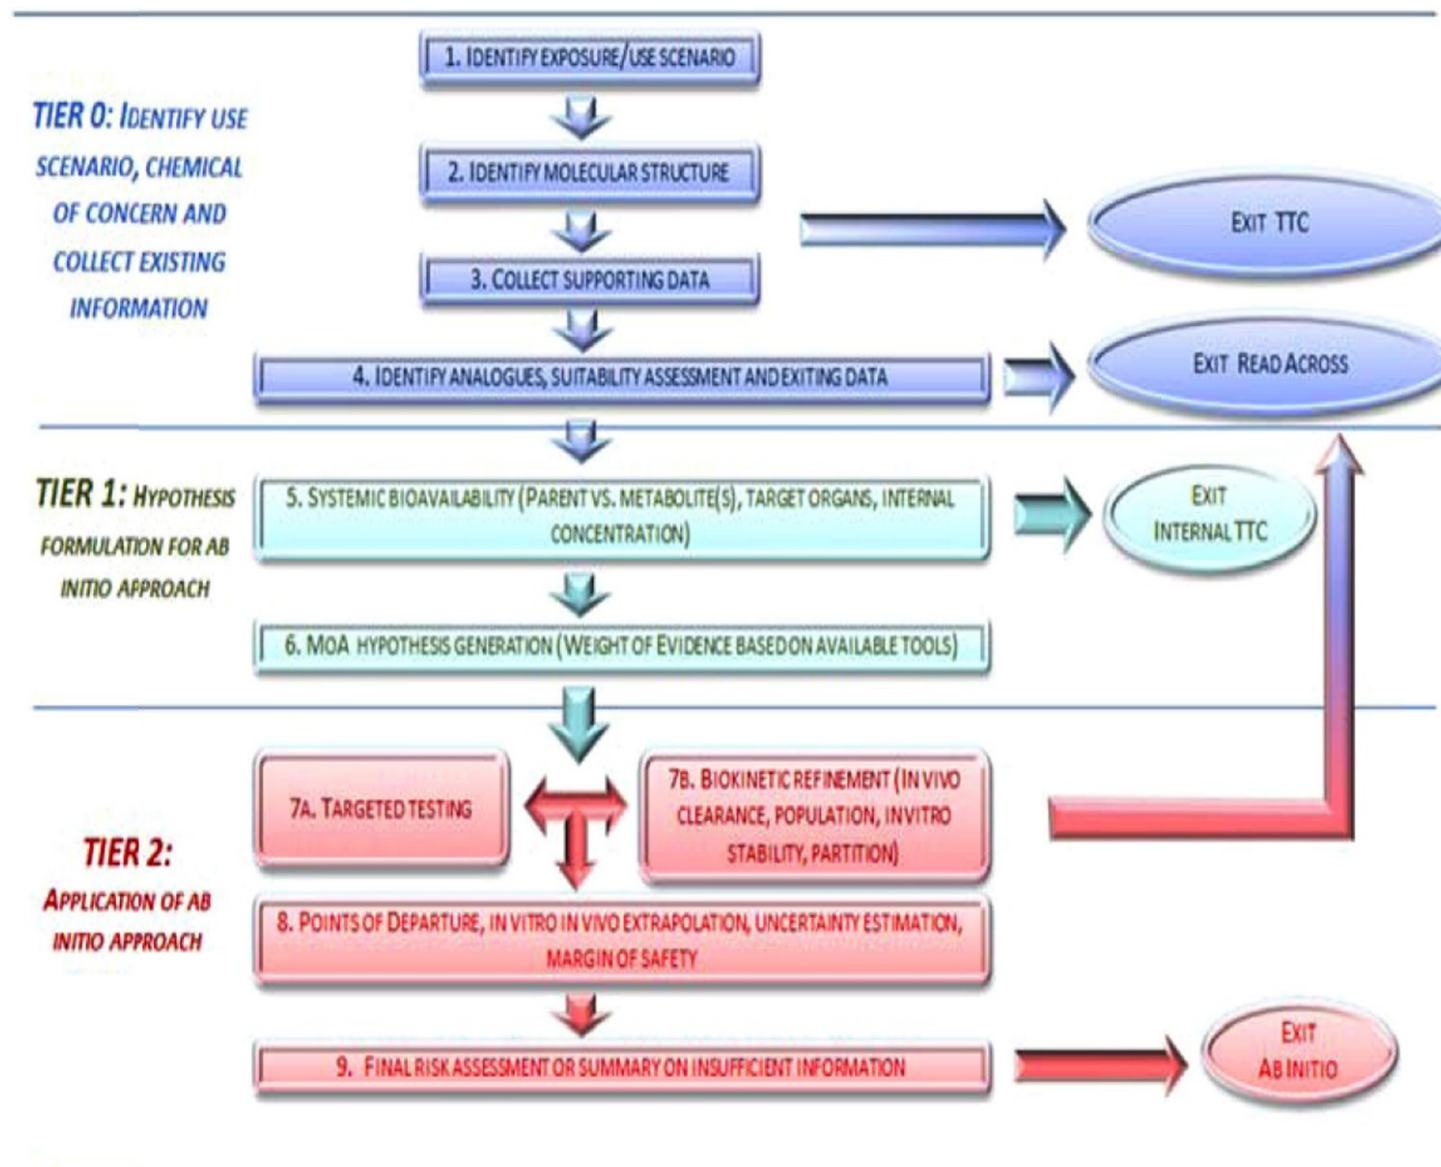 1. IDENTIFY EXPOSURE/USE SCENARIO
TIER 0: IDENTIFY USE
SCENARIO, CHEMICAL
OF CONCERN AND
COLLECT EXISTING
INFORMATION
2. IDENTIFY MOLECULAR STRUCTURE
EXIT TTC
3. COLLECT SUPPORTING DATA
4. IDENTIFY ANALOGUES, SUITABILITY ASSESSMENT AND EXITING DATA
EXIT READ ACROSS
TIER 1: HYPOTHESIS
FORMULATION FOR AB
INITIO APPROACH
5. SYSTEMIC BIOAVAILABILITY (PARENT VS. METABOLITE(S), TARGET ORGANS, INTERNAL
CONCENTRATION)
EXIT
INTERNAL TTC
6. MOA HYPOTHESIS GENERATION (WEIGHT OF EVIDENCE BASED ON AVAILABLE TOOLS)
TIER 2:
APPLICATION OF AB
INITIO APPROACH
7A. TARGETED TESTING
7B. BIOKINETIC REFINEMENT (IN VIVO
CLEARANCE, POPULATION, IN VITRO
STABILITY, PARTITION)
8. POINTS OF DEPARTURE, IN VITRO IN VIVO EXTRAPOLATION, UNCERTAINTY ESTIMATION,
MARGIN OF SAFETY
9. FINAL RISK ASSESSMENT OR SUMMARY ON INSUFFICIENT INFORMATION
EXIT
AB INITIO